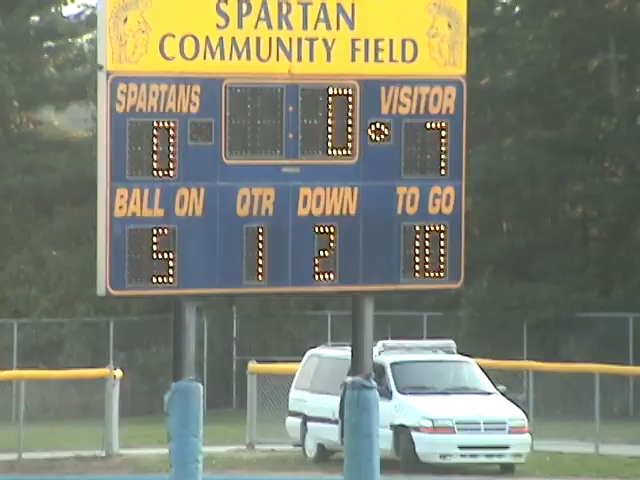 SPARTAN
COMMUNITY FIELD
SPARTANS VISITOR
0 0 7
BALL ON QTR DOWN TO GO
5 1 2 10